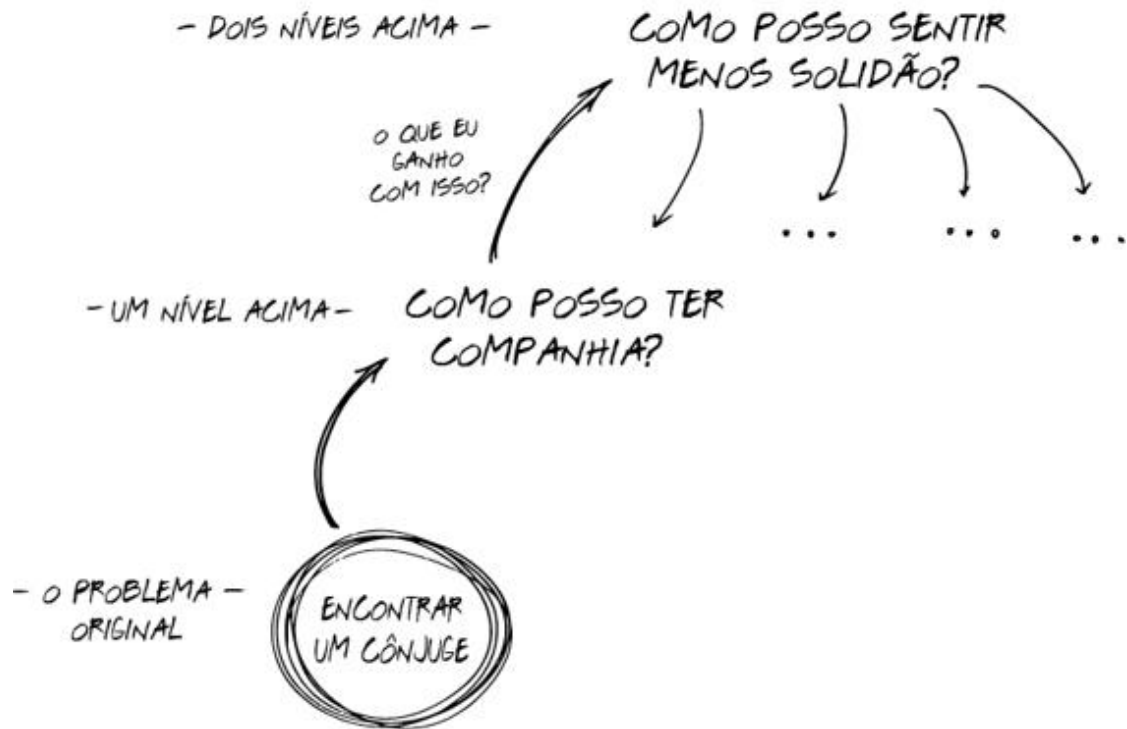 - DOIS NÍVEIS ACIMA -
COMO POSSO SENTIR
MENOS SOLIDÃO?
O QUE EU
GANHO
COM ISSO?
... ... ...
- UM NÍVEL ACIMA -
COMO POSSO TER
COMPANHIA?
- O PROBLEMA -
ORIGINAL
ENCONTRAR
UM CÔNJUGE